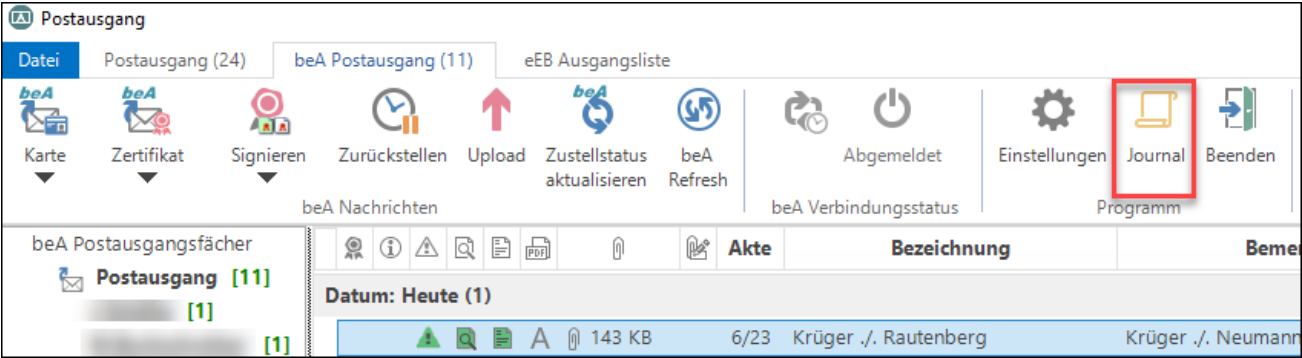 Postausgang
Datei Postausgang (24) beA Postausgang (11) eEB Ausgangsliste
beA beA beA
Karte Zertifikat Signieren Zurückstellen Upload Zustellstatus aktualisieren beA Refresh Abgemeldet Einstellungen Journal Beenden
beA Nachrichten beA Verbindungsstatus Programm
beA Postausgangsfächer
PDF Akte Bezeichnung
Postausgang [11]
Datum: Heute (1)
[1]
A 143 KB 6/23 Krüger ./. Rautenberg Krüger ./. Neumann
[1]